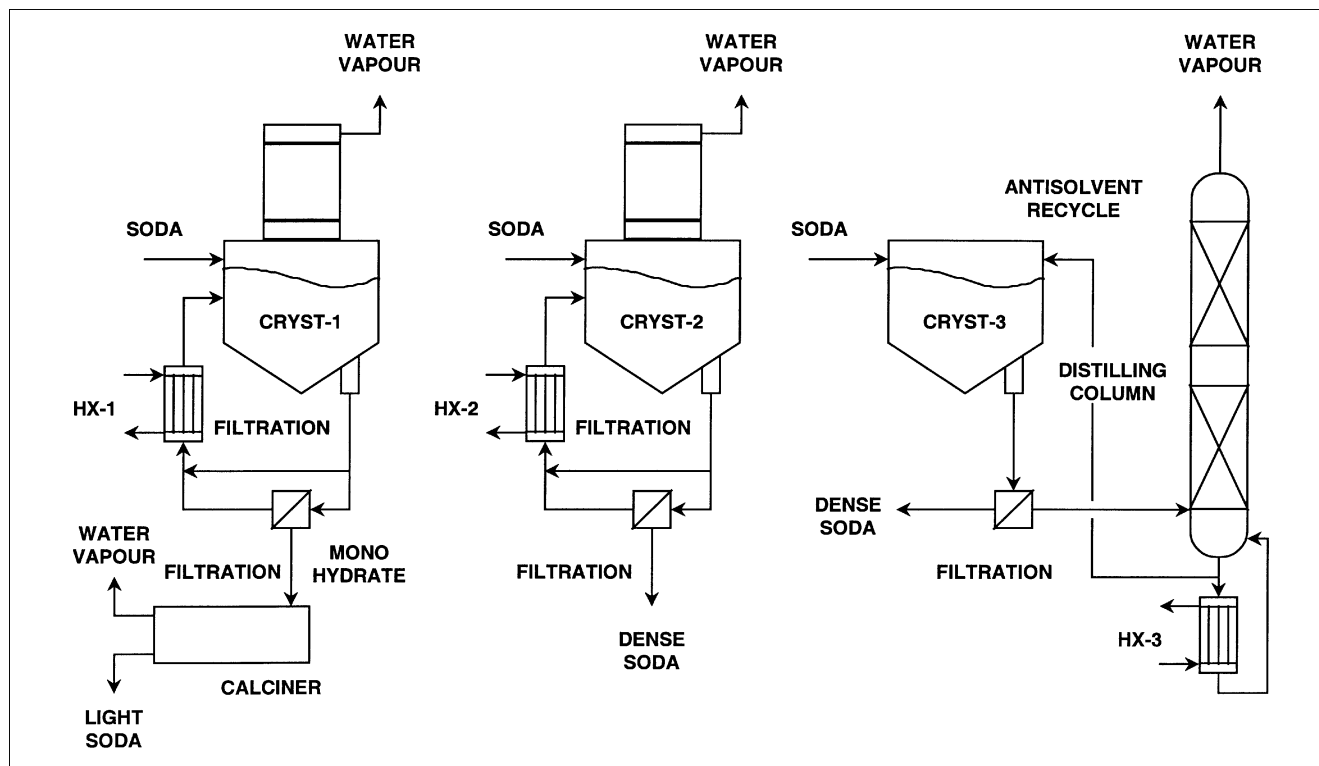 WATER
VAPOUR
SODA
CRYST-1
HX-1
FILTRATION
WATER
VAPOUR
FILTRATION
MONO
HYDRATE
CALCINER
LIGHT
SODA
WATER
VAPOUR
SODA
CRYST-2
HX-2
FILTRATION
FILTRATION
DENSE
SODA
WATER
VAPOUR
ANTISOLVENT
RECYCLE
SODA
CRYST-3
DISTILLING
COLUMN
DENSE
SODA
FILTRATION
HX-3